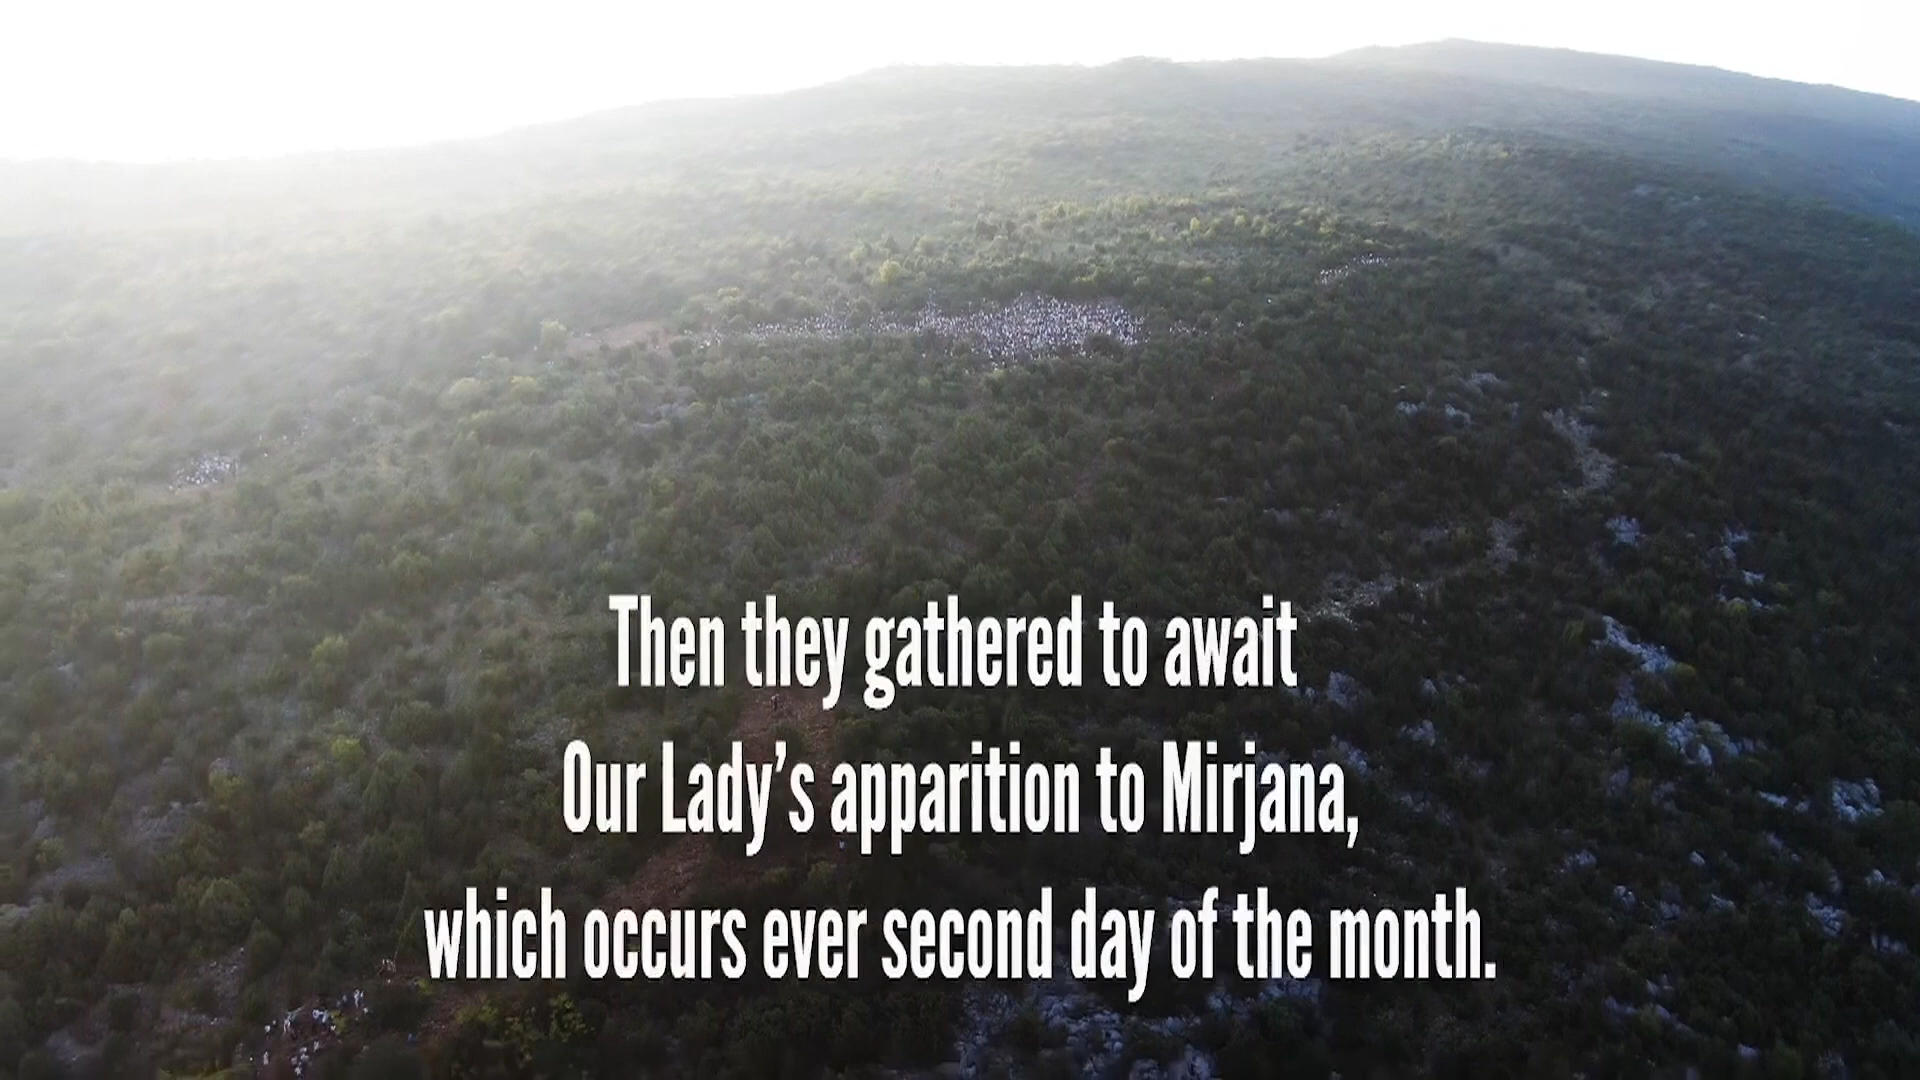 Then they gathered to await
Our Lady’s apparition to Mirjana,
which occurs ever second day of the month.